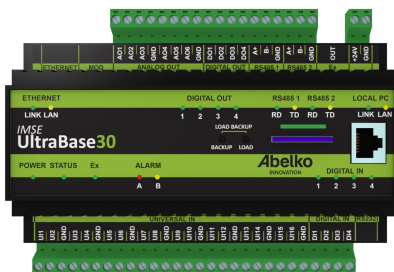 AO1 AO2 AO3 GND AO4 AO5 AO6 GND DO1 DO2 DO3 DO4 A+ B- GND A+ B- GND OUT +24V GND
ETHERNET MOD ANALOG OUT DIGITAL OUT RS485 1 RS485 2 Ex
ETHERNET DIGITAL OUT RS485 1 RS485 2 LOCAL PC
LINK LAN 1 2 3 4 RD TD RD TD LINK LAN
IMSE
UltraBase30
LOAD BACKUP
BACKUP LOAD
POWER STATUS Ex ALARM
A B
Abelko
INNOVATION
DIGITAL IN
1 2 3 4
UNIVERSAL IN DIGITAL IN RS232
UI1 UI2 GND UI3 UI4 GND UI5 UI6 GND UI7 UI8 GND UI9 UI10 GND UI11 UI12 GND UI13 UI14 GND UI15 UI16 GND DI1 DI2 DI3 DI4